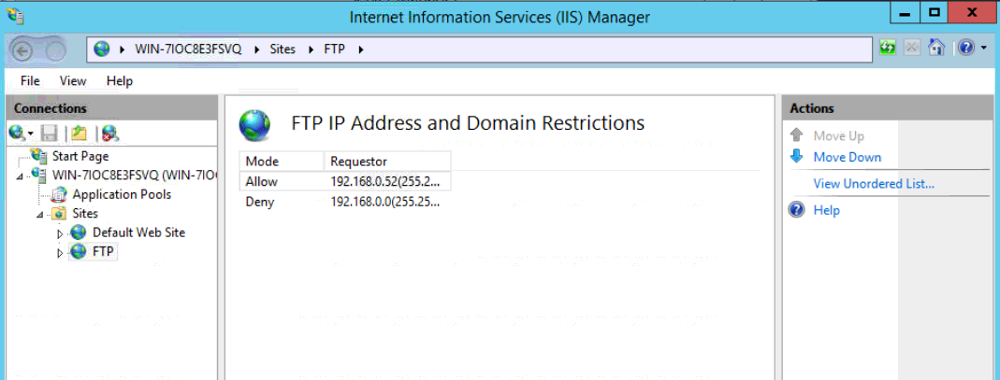 Internet Information Services (IIS) Manager
WIN-7IOC8E3FSVQ Sites FTP
File View Help
Connections
Start Page
WIN-7IOC8E3FSVQ (WIN-7IO
Application Pools
Sites
Default Web Site
FTP
FTP IP Address and Domain Restrictions
Mode Requestor
Allow 192.168.0.52(255.2...
Deny 192.168.0.0(255.25...
Actions
Move Up
Move Down
View Unordered List...
Help